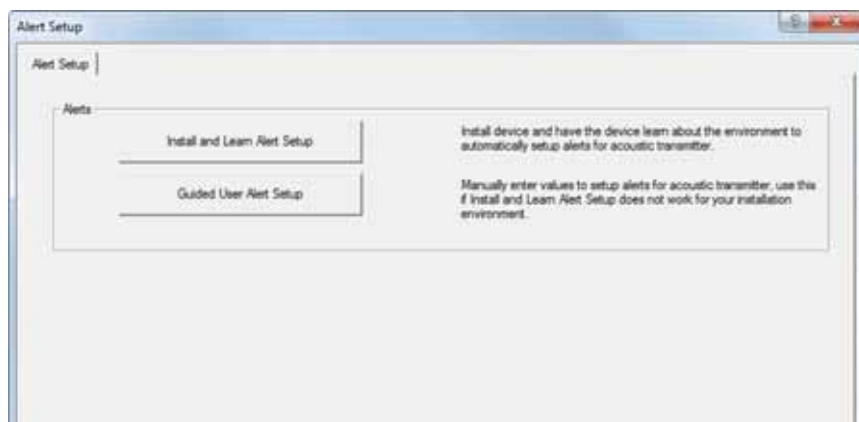 Alert Setup
Alert Setup
Alerts
Install and Learn Alert Setup
Install device and have the device learn about the environment to
automatically setup alerts for acoustic transmitter.
Guided User Alert Setup
Manually enter values to setup alerts for acoustic transmitter, use this
if Install and Learn Alert Setup does not work for your installation
environment.